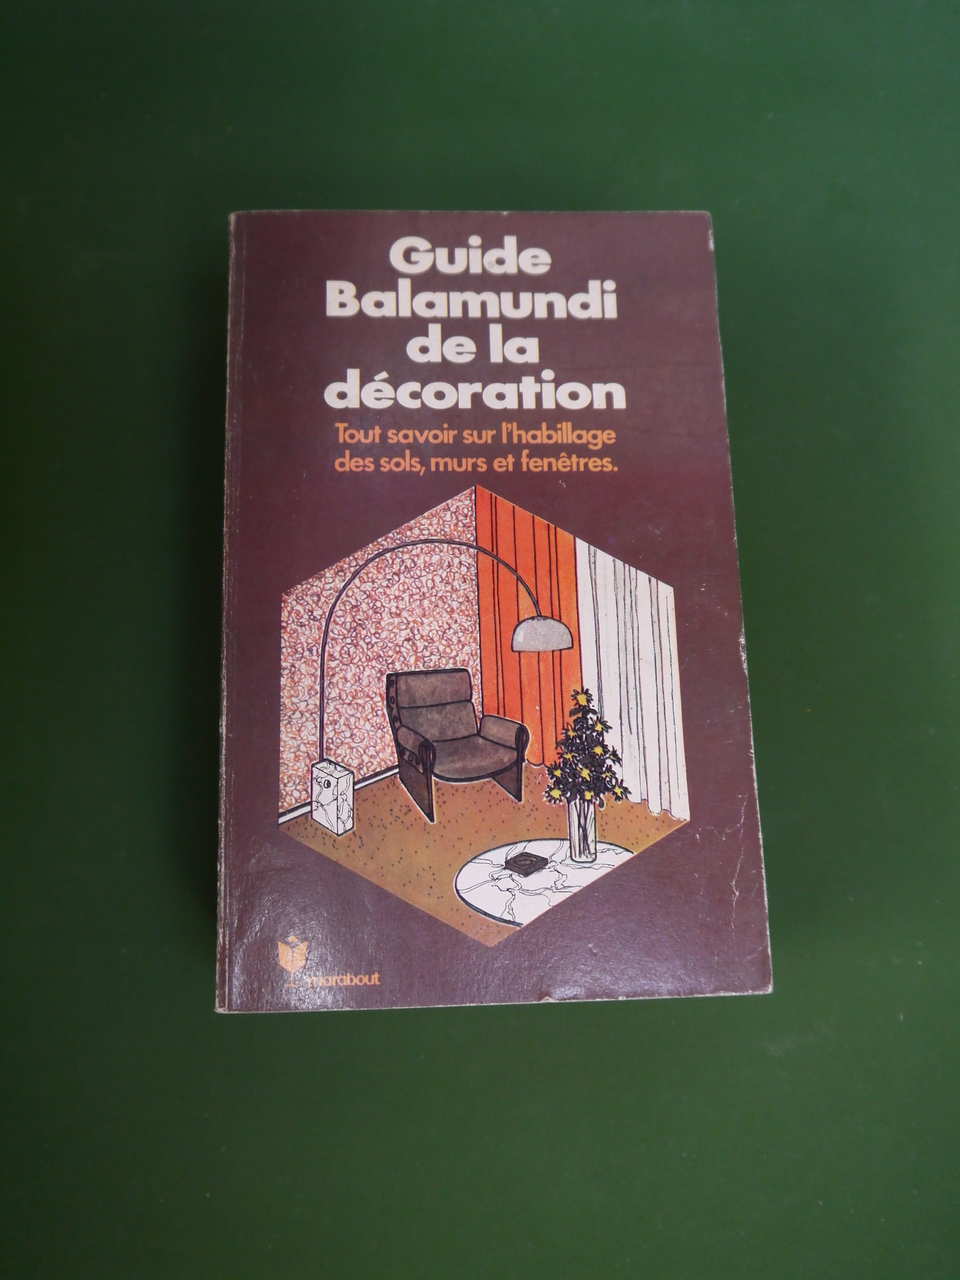 Guide
Balamundi
de la
décoration
Tout savoir sur l'habillage
des sols, murs et fenêtres.
marabout